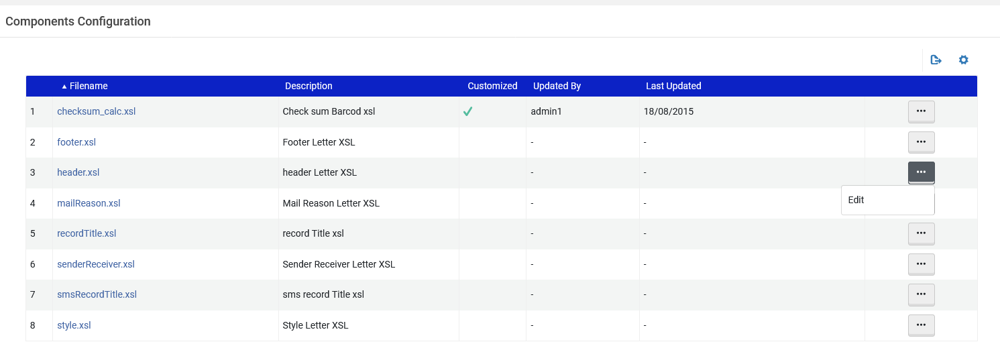 Components Configuration
▲ Filename Description Customized Updated By Last Updated
1 checksum_calc.xsl Check sum Barcod xsl ✓ admin1 18/08/2015
2 footer.xsl Footer Letter XSL - -
3 header.xsl header Letter XSL - -
Edit
4 mailReason.xsl Mail Reason Letter XSL - -
5 recordTitle.xsl record Title xsl - -
6 senderReceiver.xsl Sender Receiver Letter XSL - -
7 smsRecordTitle.xsl sms record Title xsl - -
8 style.xsl Style Letter XSL - -